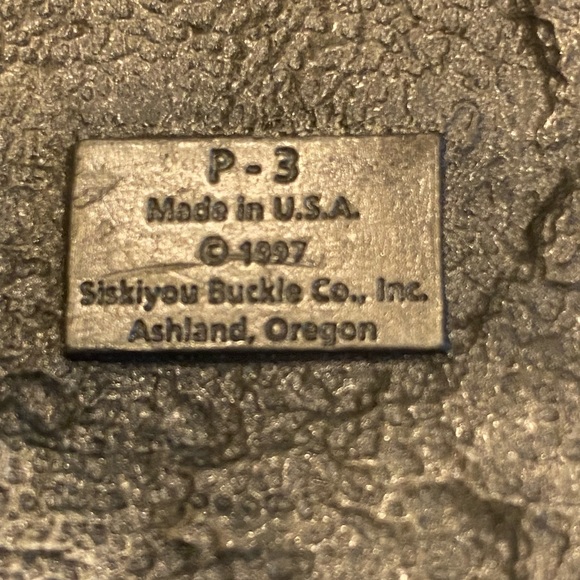 P - 3
Made in U.S.A.
© 1997
Siskiyou Buckle Co., Inc.
Ashland, Oregon